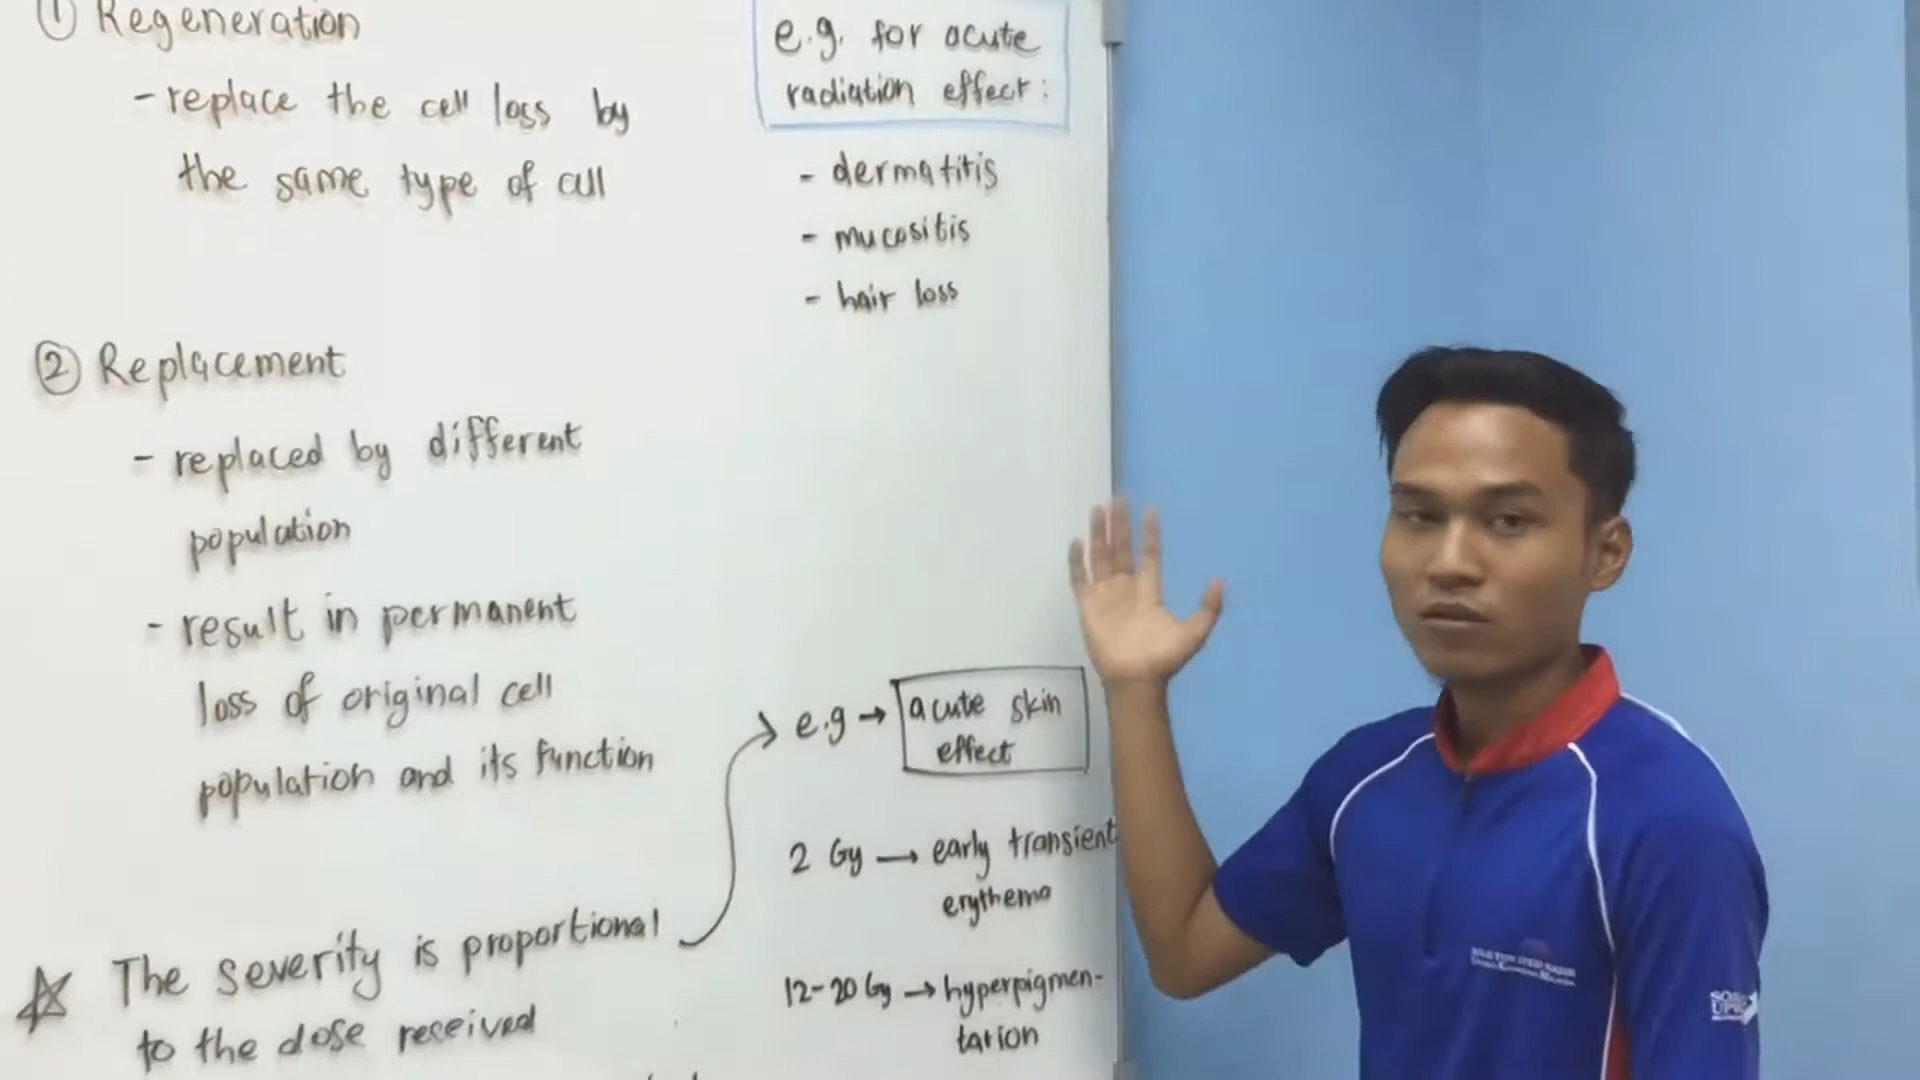 ① Regeneration
- replace the cell loss by
the same type of cell
② Replacement
- replaced by different
population
- result in permanent
loss of original cell
population and its function
☆ The severity is proportional
to the dose received
e.g. for acute
radiation effect:
- dermatitis
- mucositis
- hair loss
e.g → acute skin
effect
2 Gy → early transient
erythema
12-20 Gy → hyperpigmen-
tation